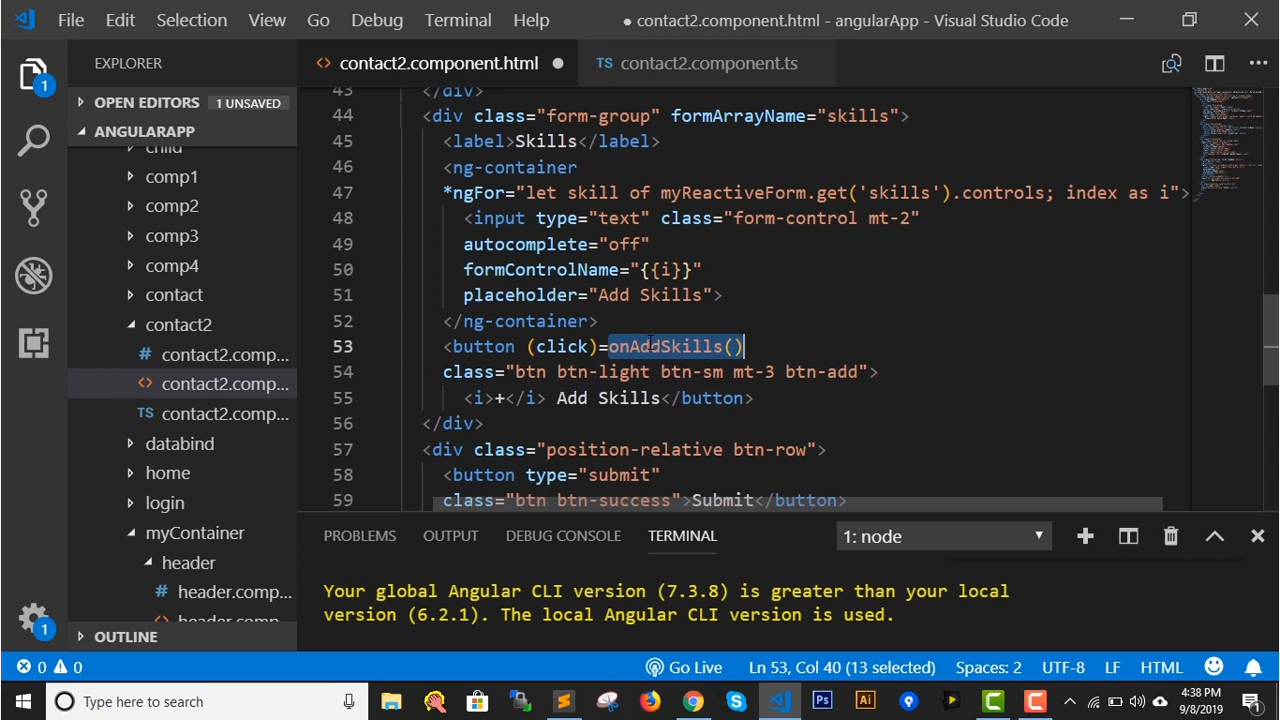 File Edit Selection View Go Debug Terminal Help ● contact2.component.html - angularApp - Visual Studio Code
EXPLORER
<> contact2.component.html ●
TS contact2.component.ts
OPEN EDITORS 1 UNSAVED
ANGULARAPP
child
comp1
comp2
comp3
comp4
contact
contact2
# contact2.comp...
<> contact2.comp...
TS contact2.comp...
databind
home
login
myContainer
header
# header.comp...
<> header.comp...
OUTLINE
1
1
43 </div>
44 <div class="form-group" formArrayName="skills">
45 <label>Skills</label>
46 <ng-container
47 *ngFor="let skill of myReactiveForm.get('skills').controls; index as i">
48 <input type="text" class="form-control mt-2"
49 autocomplete="off"
50 formControlName="{{i}}"
51 placeholder="Add Skills">
52 </ng-container>
53 <button (click)=onAddSkills()
54 class="btn btn-light btn-sm mt-3 btn-add">
55 <i>+</i> Add Skills</button>
56 </div>
57 <div class="position-relative btn-row">
58 <button type="submit"
59 class="btn btn-success">Submit</button>
PROBLEMS OUTPUT DEBUG CONSOLE TERMINAL 1: node
Your global Angular CLI version (7.3.8) is greater than your local
version (6.2.1). The local Angular CLI version is used.
0 0 Go Live Ln 53, Col 40 (13 selected) Spaces: 2 UTF-8 LF HTML
Type here to search
Ps
Ai
4:38 PM
9/8/2019